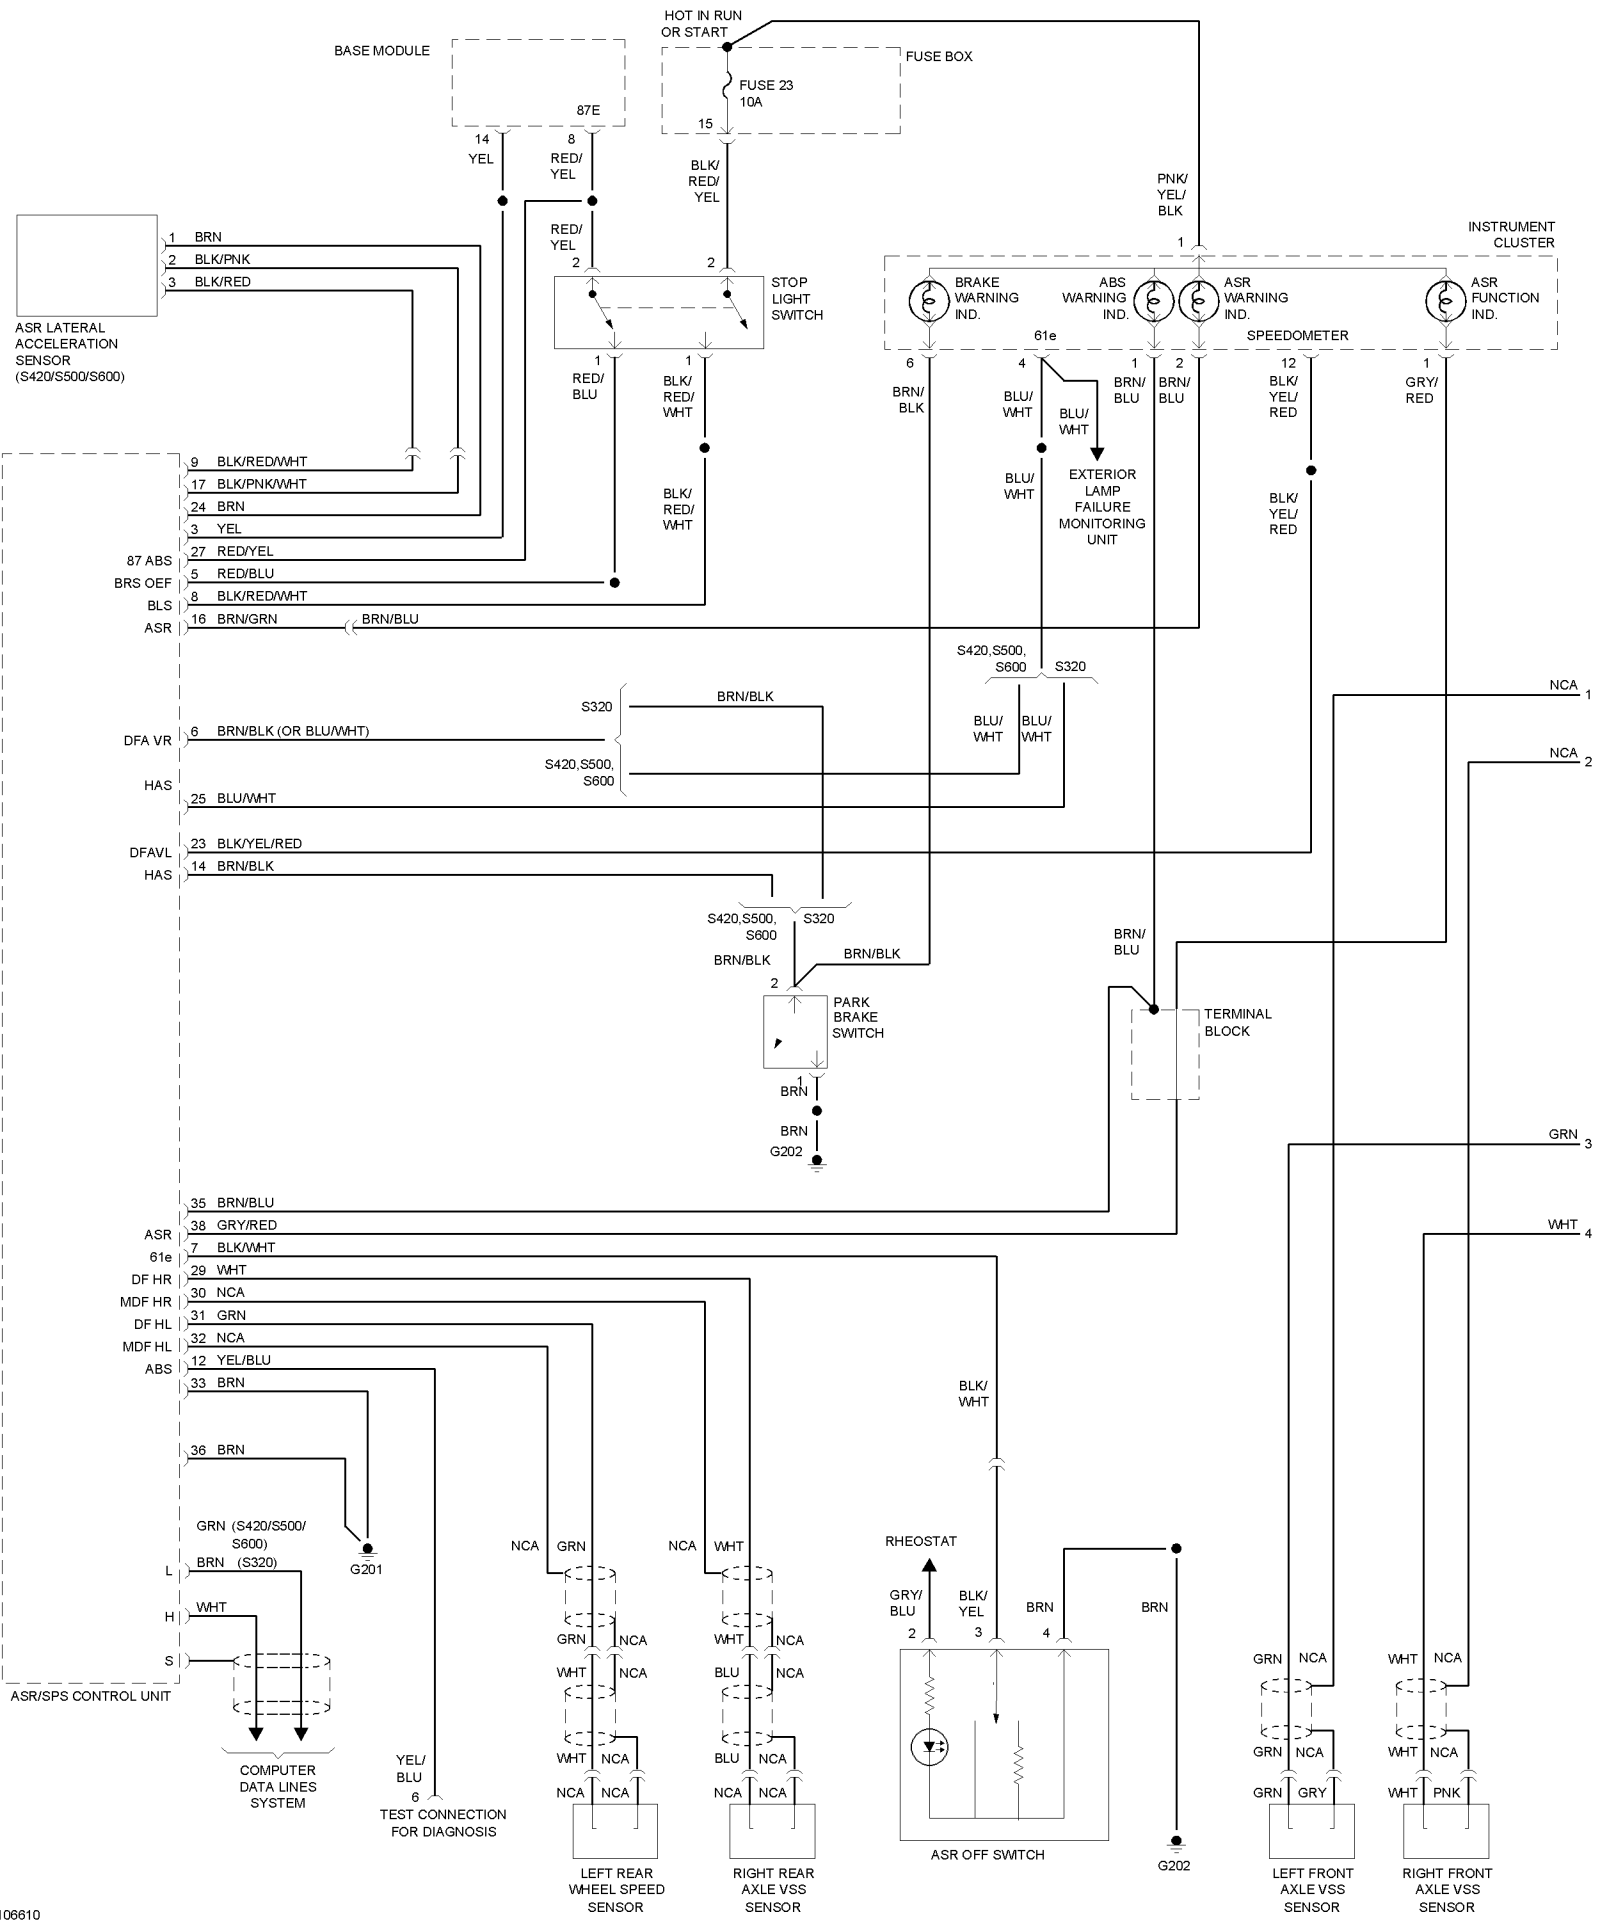 HOT IN RUN
OR START
BASE MODULE
FUSE BOX
FUSE 23
10A
87E
15
14
8
YEL
RED/
YEL
BLK/
RED/
YEL
PNK/
YEL/
BLK
1
BRN
2
BLK/PNK
3
BLK/RED
ASR LATERAL
ACCELERATION
SENSOR
(S420/S500/S600)
RED/
YEL
2
2
STOP
LIGHT
SWITCH
1
1
RED/
BLU
BLK/
RED/
WHT
BLK/
RED/
WHT
1
INSTRUMENT
CLUSTER
BRAKE
WARNING
IND.
ABS
WARNING
IND.
ASR
WARNING
IND.
ASR
FUNCTION
IND.
61e
SPEEDOMETER
6
4
1
2
12
1
BRN/
BLK
BLU/
WHT
BLU/
WHT
BRN/
BLU
BRN/
BLU
BLK/
YEL/
RED
GRY/
RED
BLU/
WHT
EXTERIOR
LAMP
FAILURE
MONITORING
UNIT
BLK/
YEL/
RED
9 BLK/RED/WHT
17 BLK/PNK/WHT
24 BRN
3 YEL
87 ABS 27 RED/YEL
BRS OEF 5 RED/BLU
BLS 8 BLK/RED/WHT
ASR 16 BRN/GRN BRN/BLU
S420,S500,
S600
S320
S320
BRN/BLK
DFA VR 6 BRN/BLK (OR BLU/WHT)
S420,S500,
S600
BLU/
WHT
BLU/
WHT
HAS
25 BLU/WHT
DFAVL 23 BLK/YEL/RED
HAS 14 BRN/BLK
S420,S500,
S600
S320
BRN/BLK
BRN/BLK
BRN/
BLU
2
PARK
BRAKE
SWITCH
1
BRN
BRN
G202
TERMINAL
BLOCK
NCA 1
NCA 2
GRN 3
WHT 4
35 BRN/BLU
ASR 38 GRY/RED
61e 7 BLK/WHT
DF HR 29 WHT
MDF HR 30 NCA
DF HL 31 GRN
MDF HL 32 NCA
ABS 12 YEL/BLU
33 BRN
36 BRN
BLK/
WHT
GRN (S420/S500/
S600)
L BRN (S320)
H WHT
S
G201
ASR/SPS CONTROL UNIT
COMPUTER
DATA LINES
SYSTEM
YEL/
BLU
6
TEST CONNECTION
FOR DIAGNOSIS
NCA GRN
GRN NCA
WHT NCA
WHT NCA
NCA NCA
LEFT REAR
WHEEL SPEED
SENSOR
NCA WHT
WHT NCA
BLU NCA
BLU NCA
NCA NCA
RIGHT REAR
AXLE VSS
SENSOR
RHEOSTAT
GRY/
BLU
BLK/
YEL
BRN
BRN
2
3
4
ASR OFF SWITCH
G202
GRN NCA
GRN NCA
GRN GRY
LEFT FRONT
AXLE VSS
SENSOR
WHT NCA
WHT NCA
WHT PNK
RIGHT FRONT
AXLE VSS
SENSOR
106610